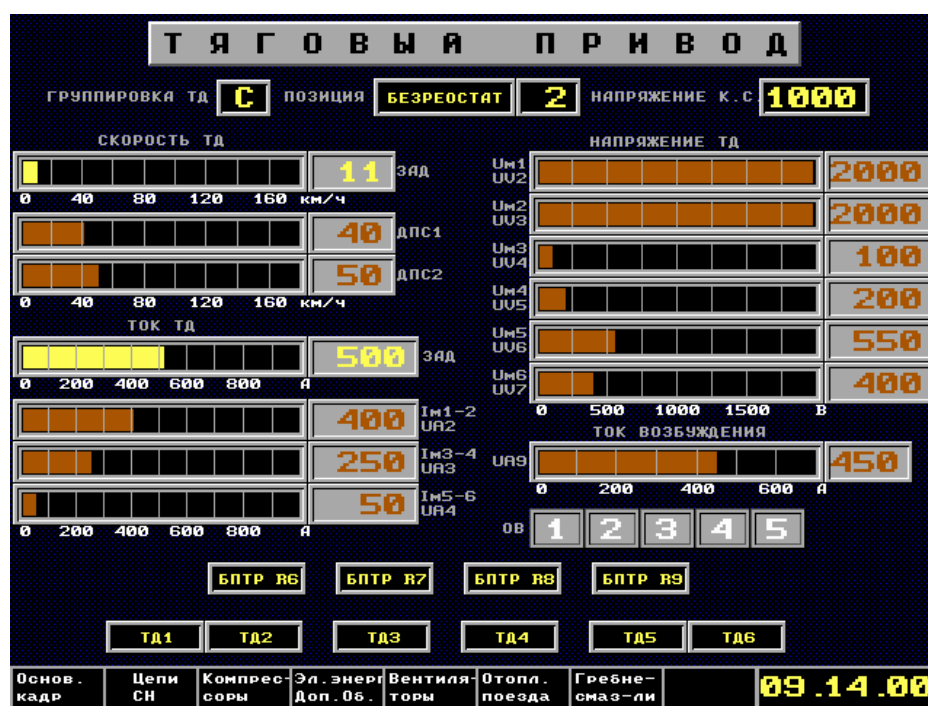 ТЯГОВЫЙ ПРИВОД
ГРУППИРОВКА ТД С ПОЗИЦИЯ БЕЗРЕОСТАТ 2 НАПРЯЖЕНИЕ К.С. 1000
СКОРОСТЬ ТД
11 ЗАД
0 40 80 120 160 км/ч
40 ДПС1
50 ДПС2
0 40 80 120 160 км/ч
ТОК ТД
500 ЗАД
0 200 400 600 800 А
400 Iм1-2
UA2
250 Iм3-4
UA3
50 Iм5-6
UA4
0 200 400 600 800 А
НАПРЯЖЕНИЕ ТД
Uм1
UV2 2000
Uм2
UV3 2000
Uм3
UV4 100
Uм4
UV5 200
Uм5
UV6 550
Uм6
UV7 400
0 500 1000 1500 В
ТОК ВОЗБУЖДЕНИЯ
UA9 450
0 200 400 600 А
ОВ 1 2 3 4 5
БПТР R6 БПТР R7 БПТР R8 БПТР R9
ТД1 ТД2 ТД3 ТД4 ТД5 ТД6
Основ. Цепи Компрес- Эл.энерг Вентиля- Отопл. Гребне-
кадр СН соры Доп.Об. торы поезда смаз-ли
09.14.00